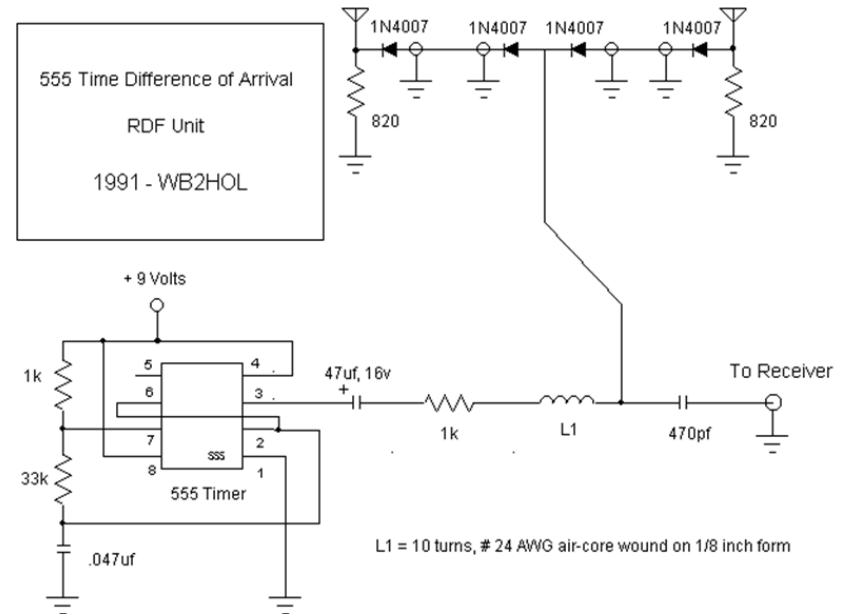 1N4007 1N4007 1N4007 1N4007
555 Time Difference of Arrival
RDF Unit
1991 - WB2HOL
820
820
+ 9 Volts
1k
5
6
7
8
4
3
2
1
555
555 Timer
33k
.047uf
47uf, 16v
+
1k
L1
470pf
To Receiver
L1 = 10 turns, # 24 AWG air-core wound on 1/8 inch form